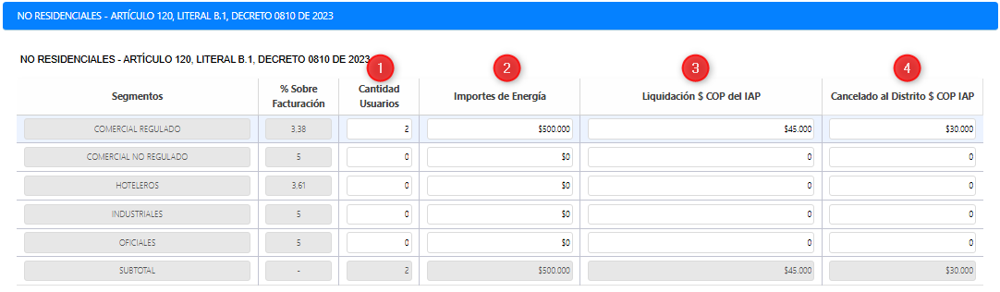 NO RESIDENCIALES - ARTÍCULO 120, LITERAL B.1, DECRETO 0810 DE 2023
NO RESIDENCIALES - ARTÍCULO 120, LITERAL B.1, DECRETO 0810 DE 2023
1 2 3 4
Segmentos % Sobre Facturación Cantidad Usuarios Importes de Energía Liquidación $ COP del IAP Cancelado al Distrito $ COP IAP
COMERCIAL REGULADO 3,38 2 $500.000 $45.000 $30.000
COMERCIAL NO REGULADO 5 0 $0 0 0
HOTELEROS 3,61 0 $0 0 0
INDUSTRIALES 5 0 $0 0 0
OFICIALES 5 0 $0 0 0
SUBTOTAL - 2 $500.000 $45.000 $30.000